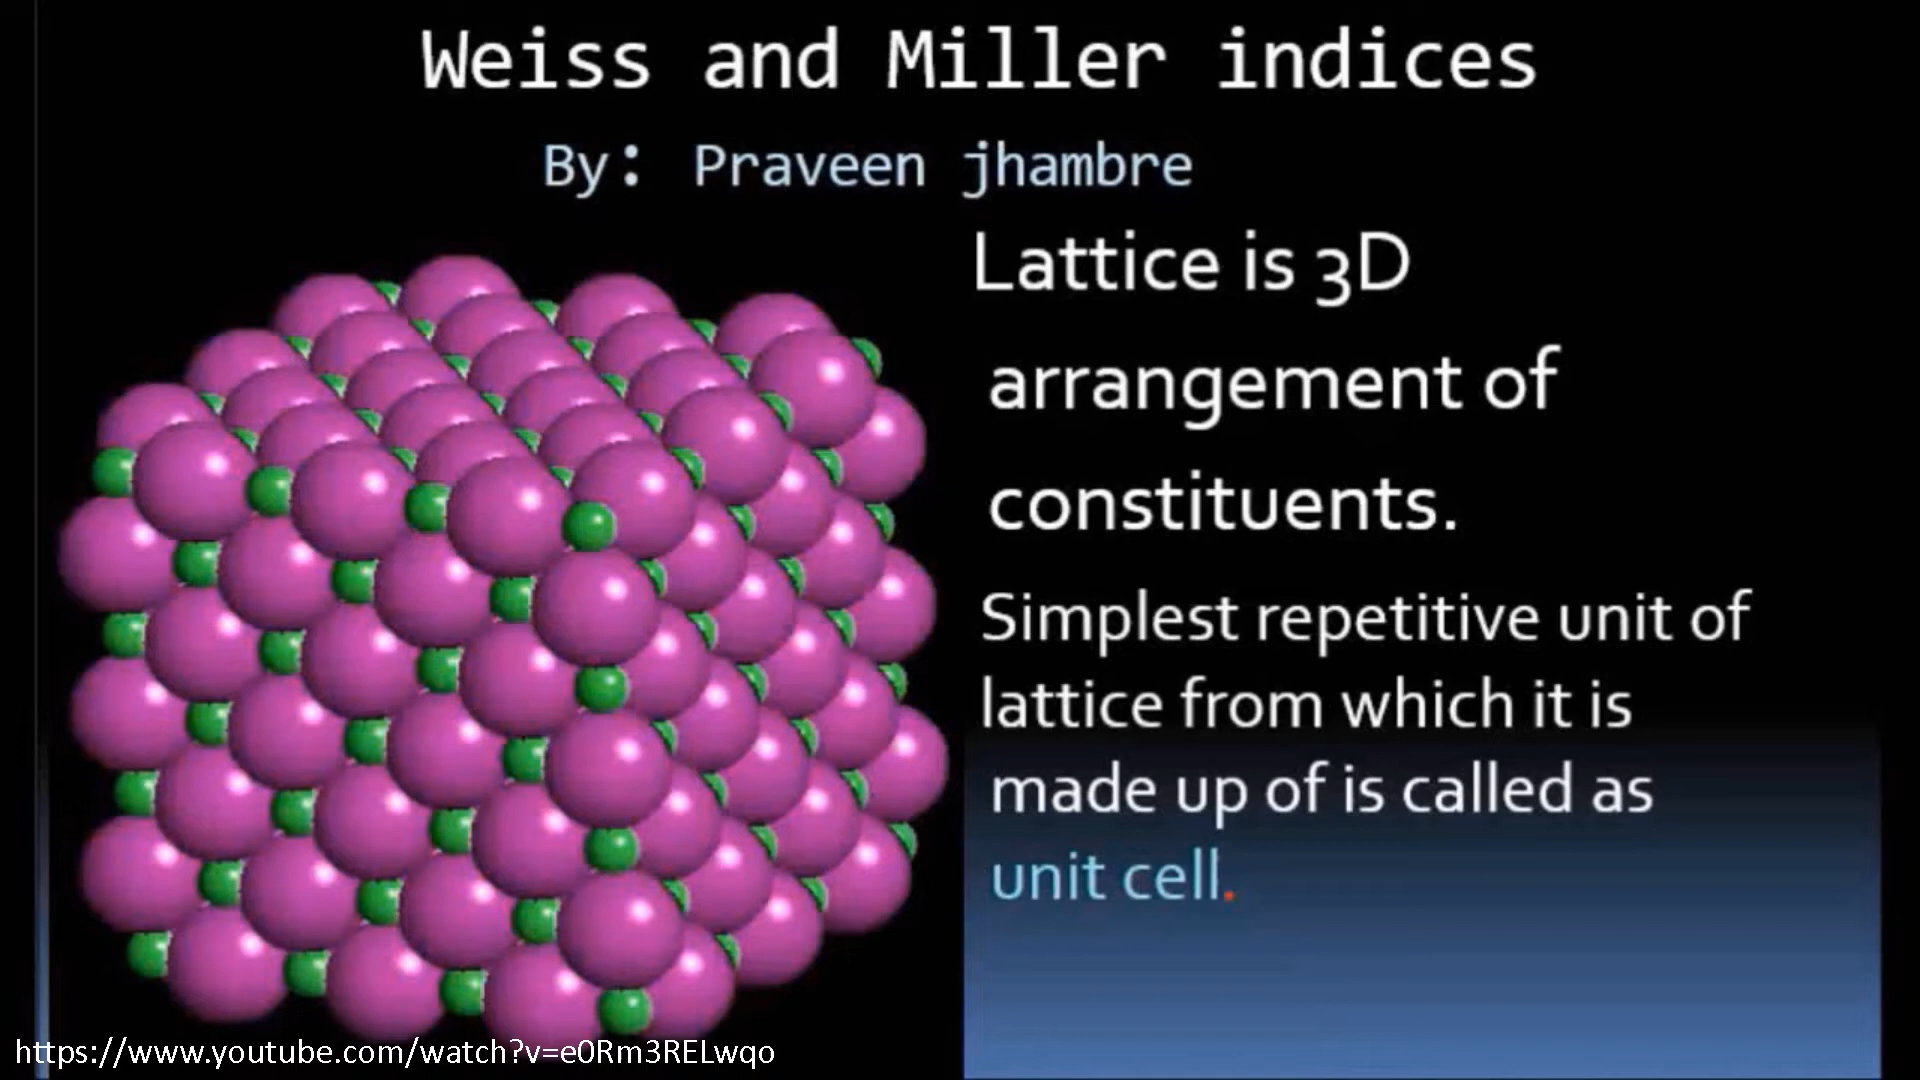 Weiss and Miller indices
By: Praveen jhambre
Lattice is 3D
arrangement of
constituents.
Simplest repetitive unit of
lattice from which it is
made up of is called as
unit cell.
https://www.youtube.com/watch?v=e0Rm3RELwqo